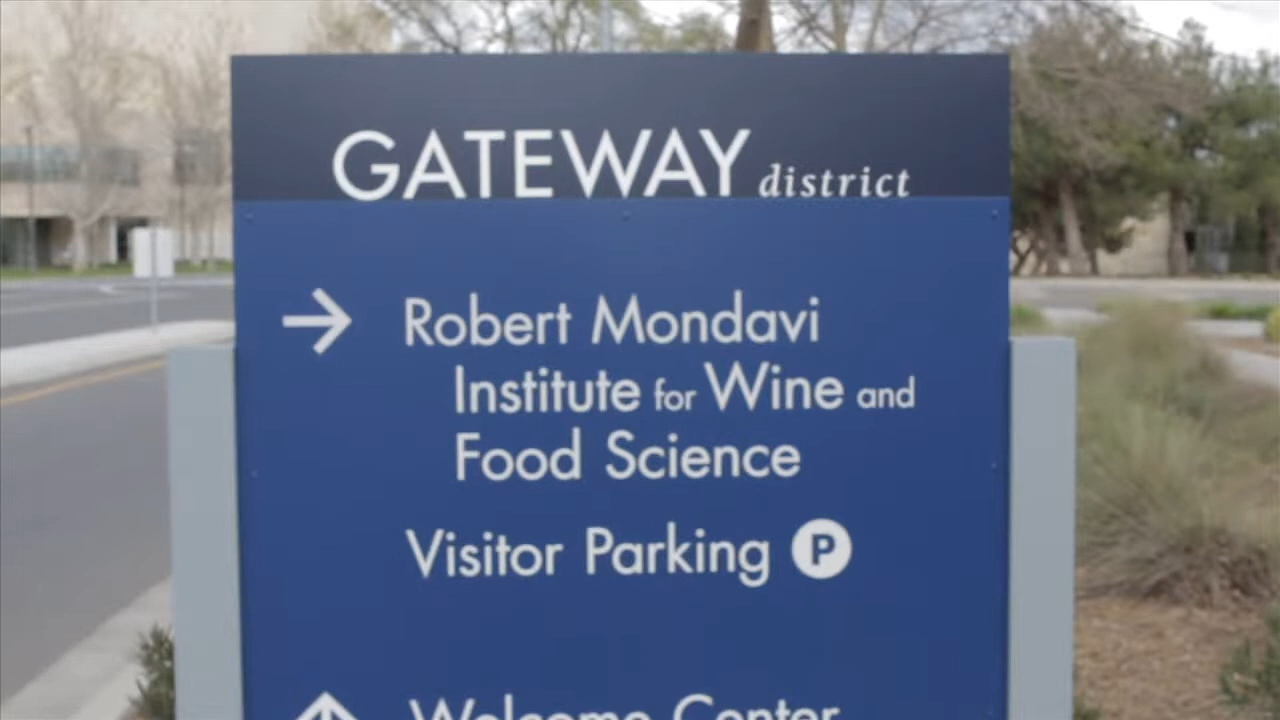 GATEWAY district
→ Robert Mondavi
Institute for Wine and
Food Science
Visitor Parking P
↑ Welcome Center